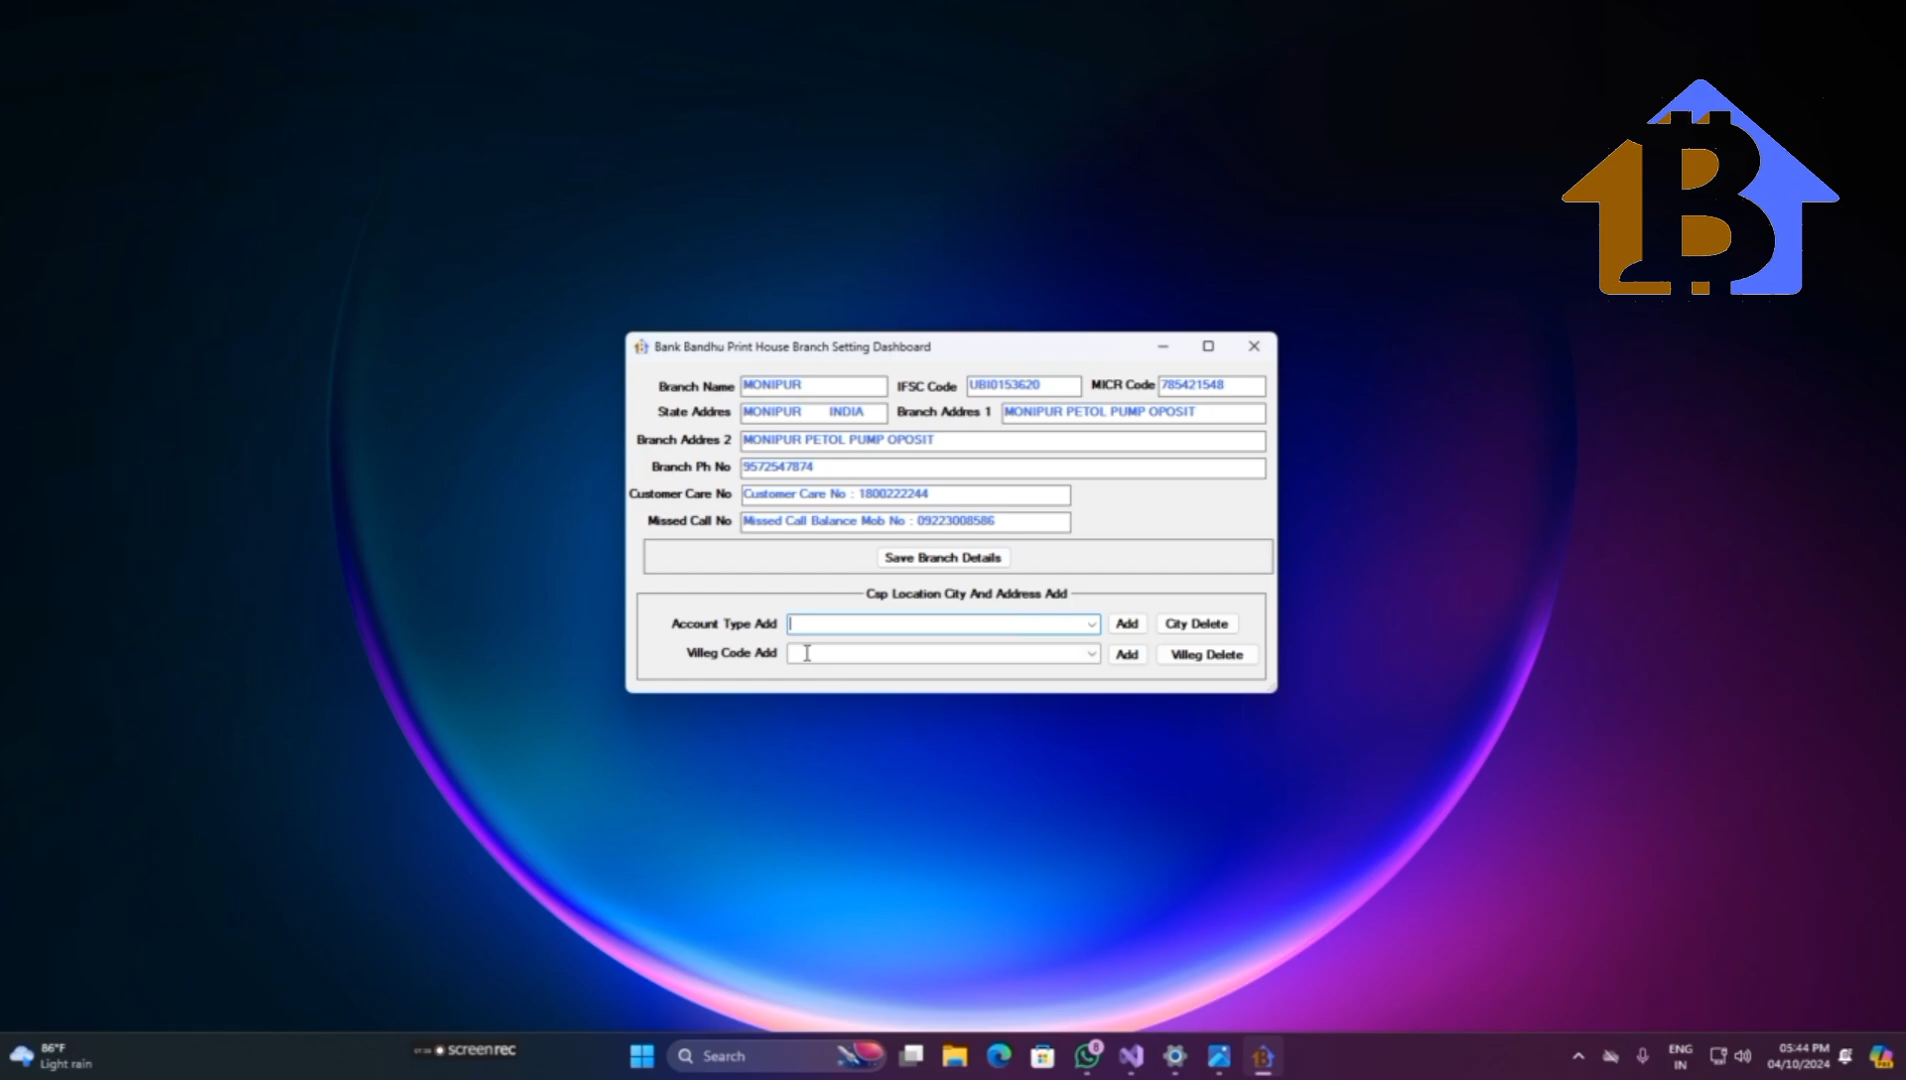 Bank Bandhu Print House Branch Setting Dashboard
Branch Name MONIPUR IFSC Code UBI0153620 MICR Code 785421548
State Addres MONIPUR INDIA Branch Addres 1 MONIPUR PETOL PUMP OPOSIT
Branch Addres 2 MONIPUR PETOL PUMP OPOSIT
Branch Ph No 9572547874
Customer Care No Customer Care No : 1800222244
Missed Call No Missed Call Balance Mob No : 09223008586
Save Branch Details
Csp Location City And Address Add
Account Type Add Add City Delete
Villeg Code Add Add Villeg Delete
B
86°F
Light rain
screenrec
Search
8
ENG
IN
05:44 PM
04/10/2024